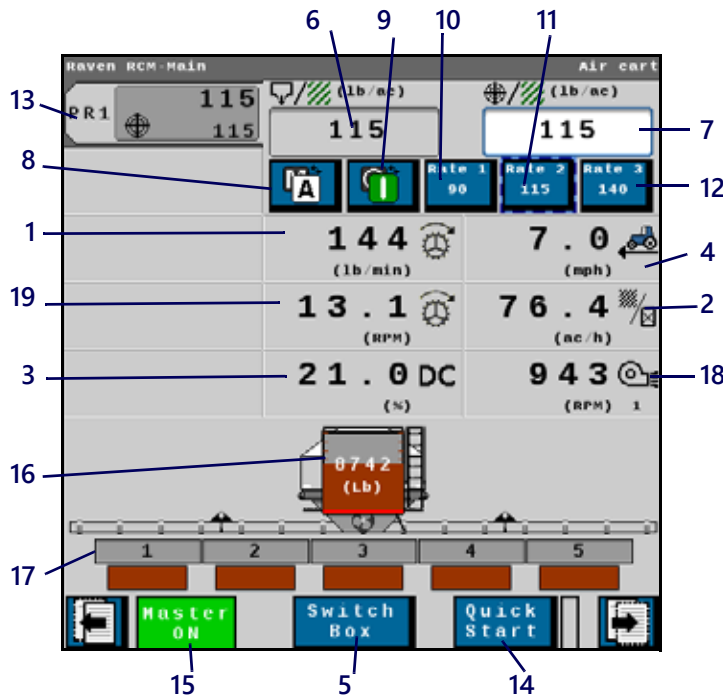 6 9 10 11
Raven RCM-Main Air cart
13 PR1 115 115
(lb/ac) (lb/ac)
115 115 7
8 A I Rate 1 90 Rate 2 115 Rate 3 140 12
1 144 (lb/min) 7.0 (mph) 4
19 13.1 (RPM) 76.4 (ac/h) 2
3 21.0 DC (%) 943 (RPM) 1 18
16 8742 (Lb)
17 1 2 3 4 5
Master ON Switch Box Quick Start
15 5 14